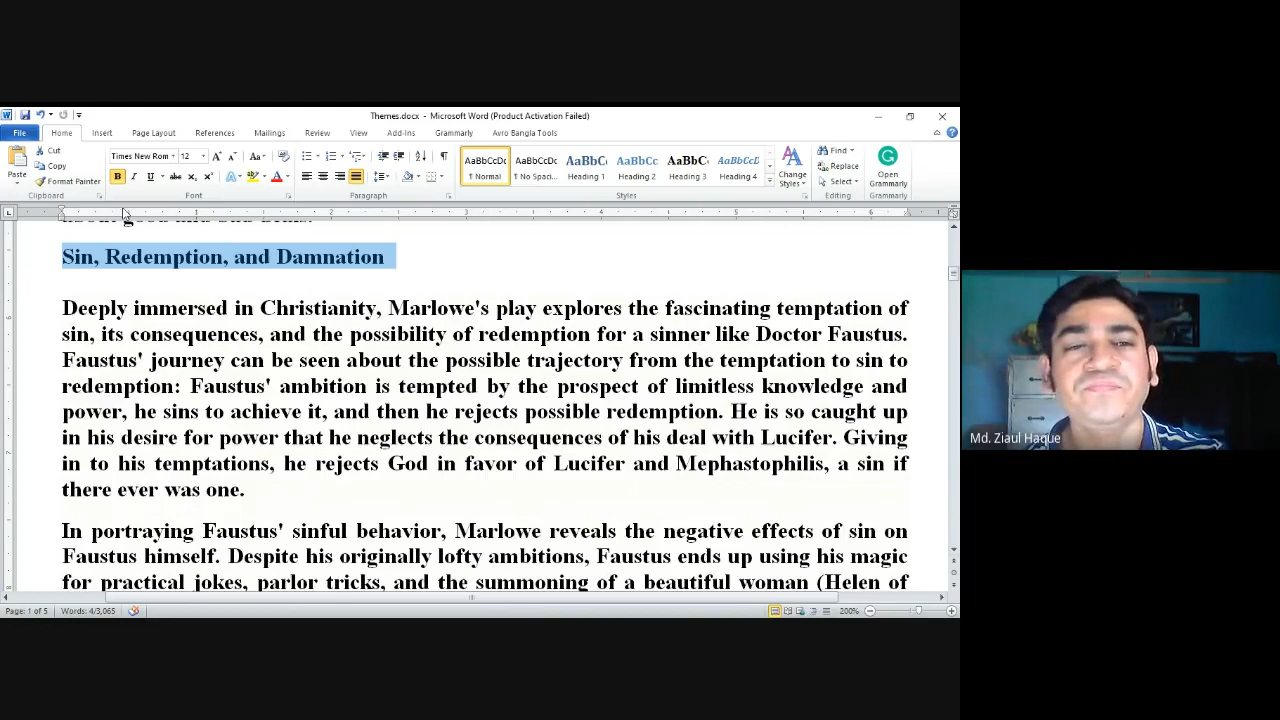 Themes.docx - Microsoft Word (Product Activation Failed)
File Home Insert Page Layout References Mailings Review View Add-Ins Grammarly Avro Bangla Tools
Cut
Copy
Format Painter
Paste
Clipboard
Times New Rom 12
Font
Paragraph
AaBbCcDc AaBbCcDc AaBbC AaBbCc AaBbCc AaBbCcD
¶ Normal ¶ No Spaci... Heading 1 Heading 2 Heading 3 Heading 4
Change Styles
Styles
Find
Replace
Select
Editing
Open Grammarly
Grammarly
Sin, Redemption, and Damnation
Deeply immersed in Christianity, Marlowe's play explores the fascinating temptation of
sin, its consequences, and the possibility of redemption for a sinner like Doctor Faustus.
Faustus' journey can be seen about the possible trajectory from the temptation to sin to
redemption: Faustus' ambition is tempted by the prospect of limitless knowledge and
power, he sins to achieve it, and then he rejects possible redemption. He is so caught up
in his desire for power that he neglects the consequences of his deal with Lucifer. Giving
in to his temptations, he rejects God in favor of Lucifer and Mephastophilis, a sin if
there ever was one.
In portraying Faustus' sinful behavior, Marlowe reveals the negative effects of sin on
Faustus himself. Despite his originally lofty ambitions, Faustus ends up using his magic
for practical jokes, parlor tricks, and the summoning of a beautiful woman (Helen of
Page: 1 of 5 Words: 4/3,065 200%
Md. Ziaul Haque